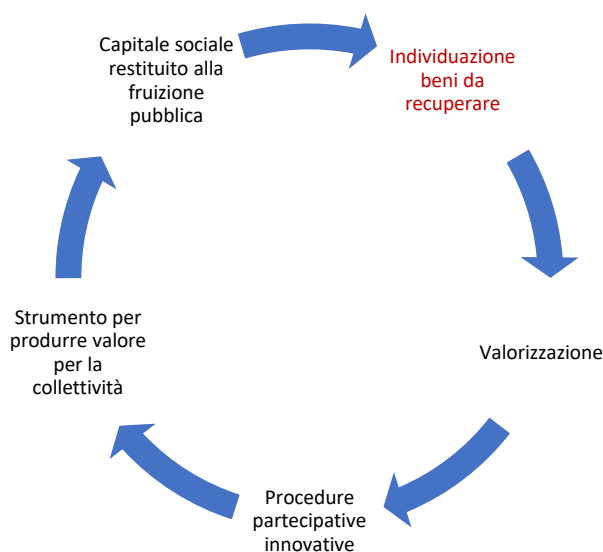 Capitale sociale
restituito alla
fruizione
pubblica
Individuazione
beni da
recuperare
Valorizzazione
Procedure
partecipative
innovative
Strumento per
produrre valore
per la
collettività